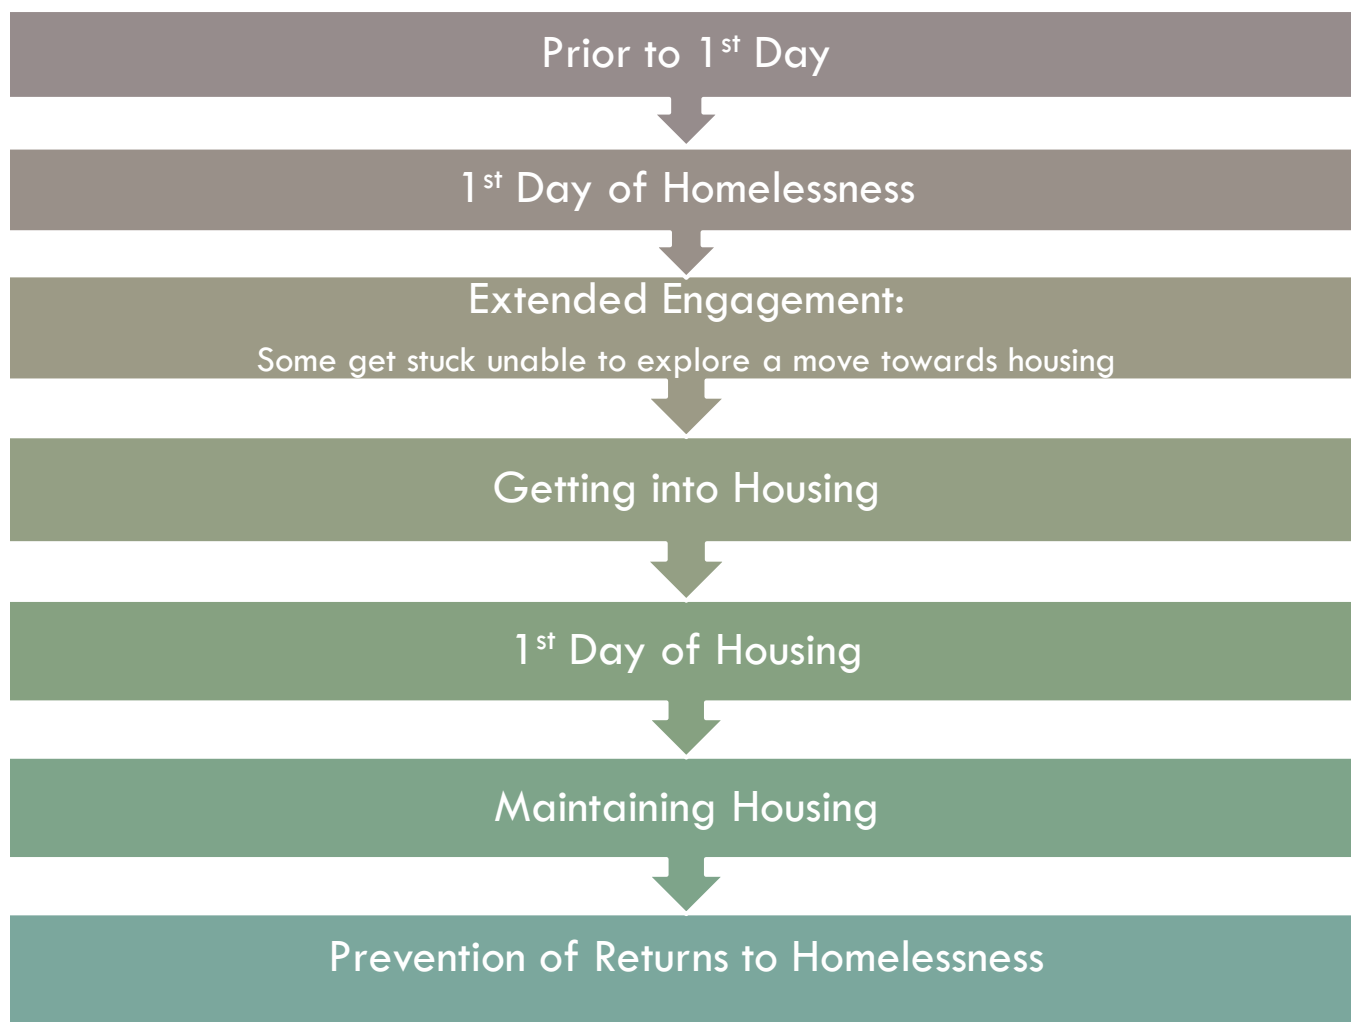 Prior to 1st Day
1st Day of Homelessness
Extended Engagement:
Some get stuck unable to explore a move towards housing
Getting into Housing
1st Day of Housing
Maintaining Housing
Prevention of Returns to Homelessness